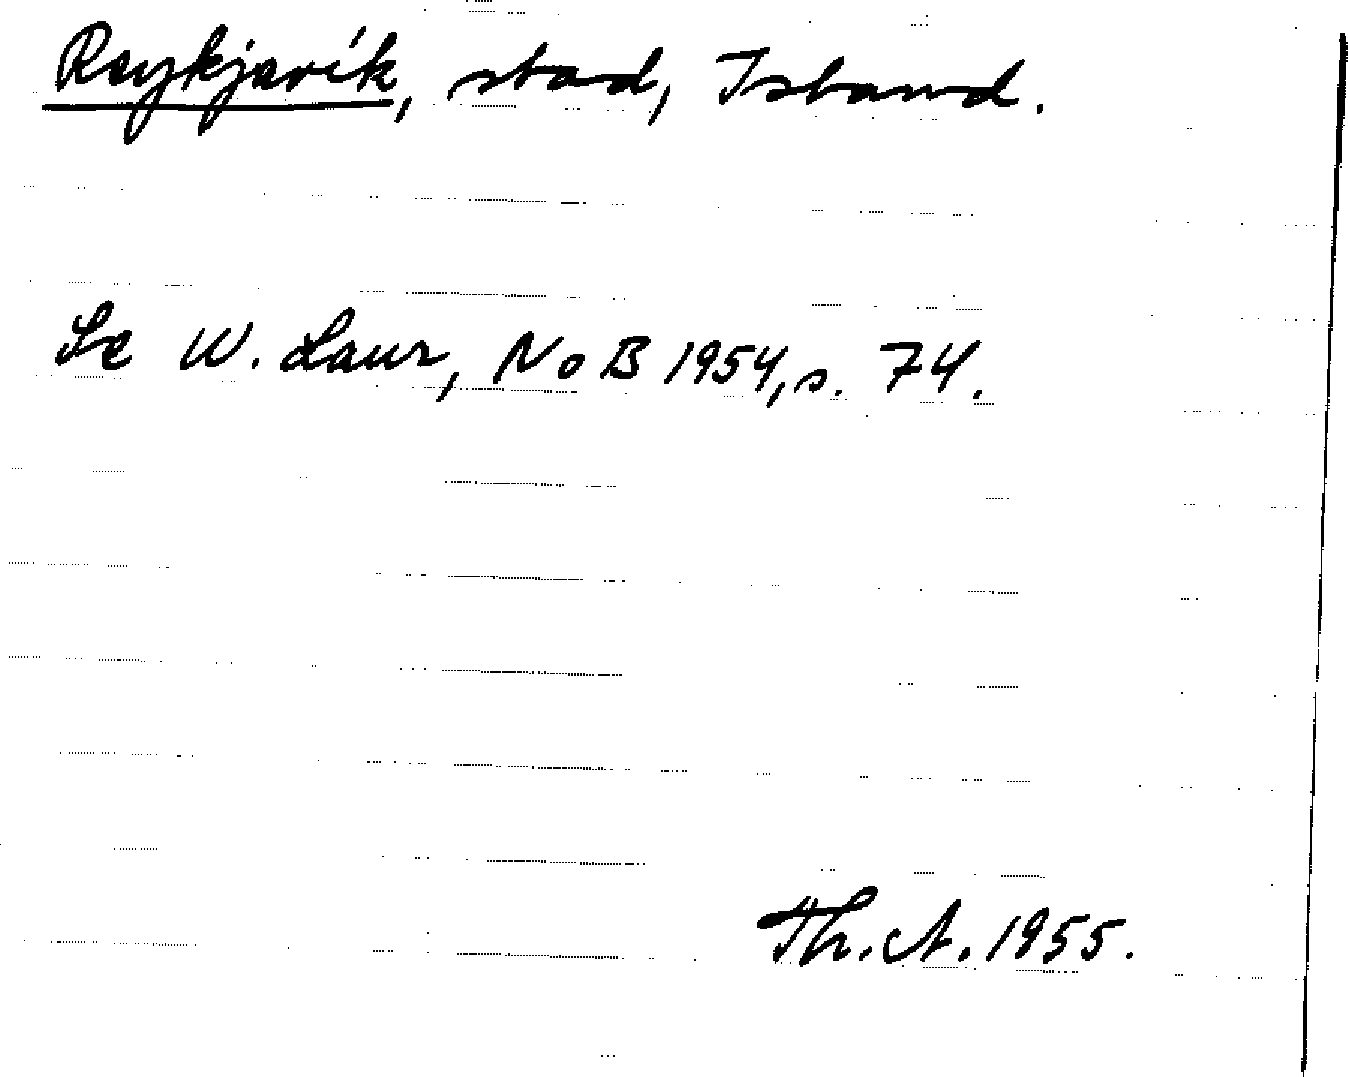 Reykjavík, stad, Island.
Se W. Laur, NoB 1954, s. 74.
Th. A. 1955.